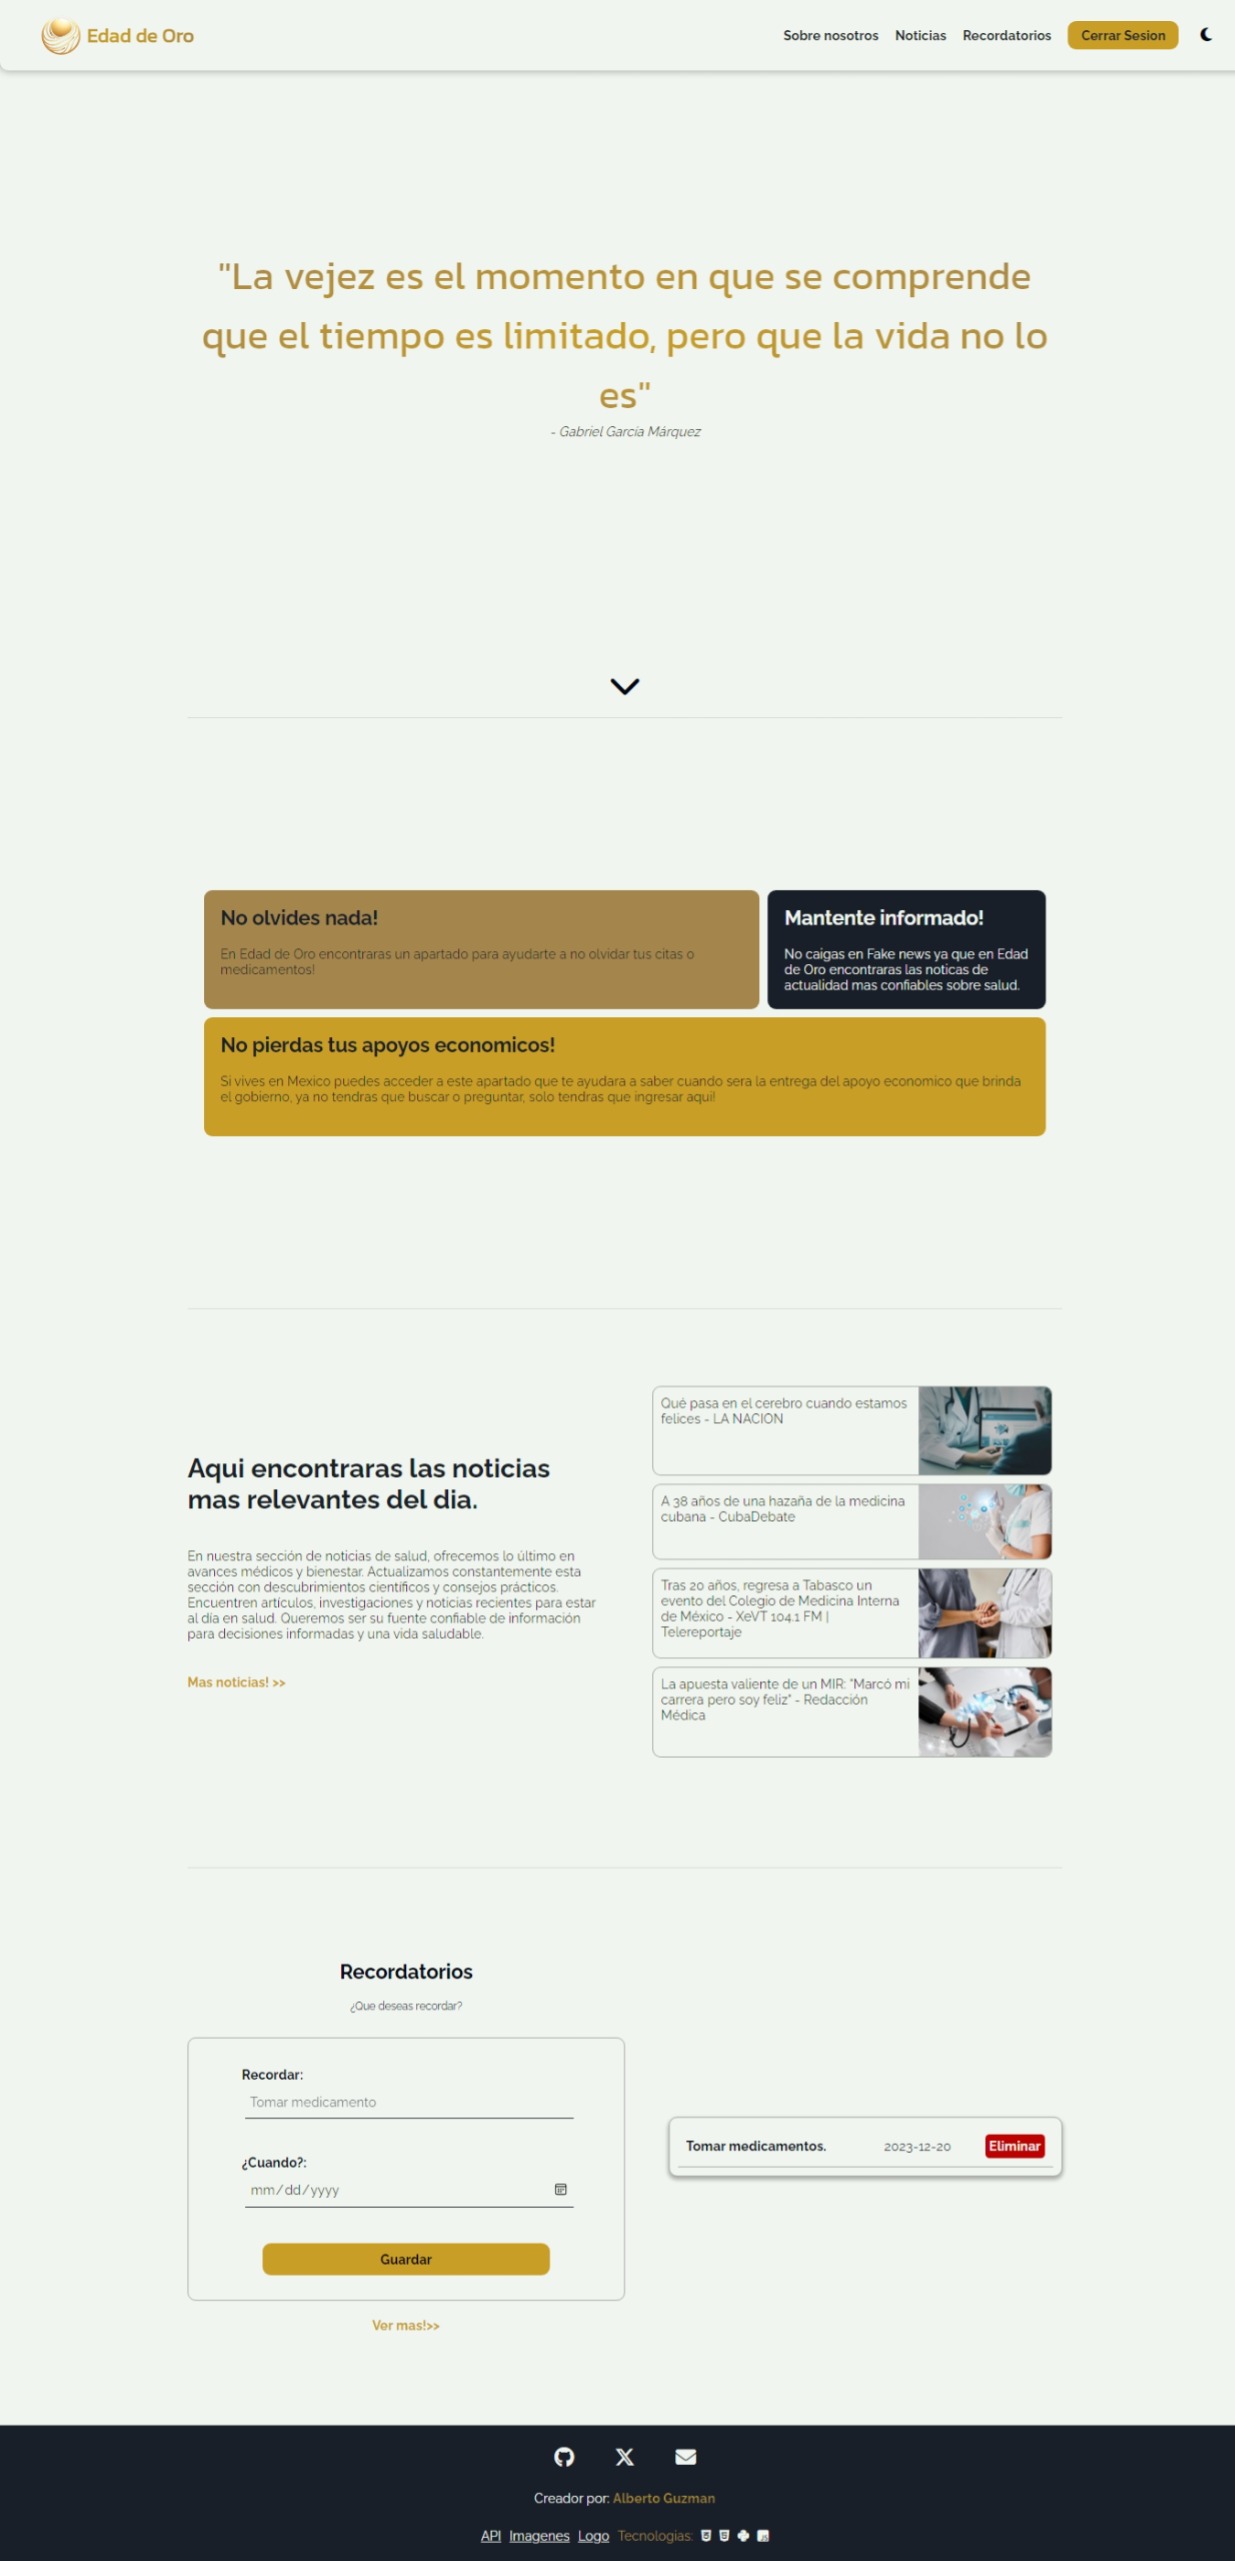 Edad de Oro
Sobre nosotros
Noticias
Recordatorios
Cerrar Sesion
"La vejez es el momento en que se comprende
que el tiempo es limitado, pero que la vida no lo
es"
- Gabriel García Márquez
No olvides nada!
En Edad de Oro encontraras un apartado para ayudarte a no olvidar tus citas o
medicamentos!
Mantente informado!
No caigas en Fake news ya que en Edad
de Oro encontraras las noticas de
actualidad mas confiables sobre salud.
No pierdas tus apoyos economicos!
Si vives en Mexico puedes acceder a este apartado que te ayudara a saber cuando sera la entrega del apoyo economico que brinda
el gobierno, ya no tendras que buscar o preguntar, solo tendras que ingresar aqui!
Aqui encontraras las noticias
mas relevantes del dia.
En nuestra sección de noticias de salud, ofrecemos lo último en
avances médicos y bienestar. Actualizamos constantemente esta
sección con descubrimientos científicos y consejos prácticos.
Encuentren artículos, investigaciones y noticias recientes para estar
al día en salud. Queremos ser su fuente confiable de información
para decisiones informadas y una vida saludable.
Mas noticias! >>
Qué pasa en el cerebro cuando estamos
felices - LA NACION
A 38 años de una hazaña de la medicina
cubana - CubaDebate
Tras 20 años, regresa a Tabasco un
evento del Colegio de Medicina Interna
de México - XeVT 104.1 FM |
Telereportaje
La apuesta valiente de un MIR: "Marcó mi
carrera pero soy feliz" - Redacción
Médica
Recordatorios
¿Que deseas recordar?
Recordar:
Tomar medicamento
¿Cuando?:
mm/dd/yyyy
Guardar
Ver mas!>>
Tomar medicamentos.
2023-12-20
Eliminar
Creador por: Alberto Guzman
API Imagenes Logo Tecnologias: